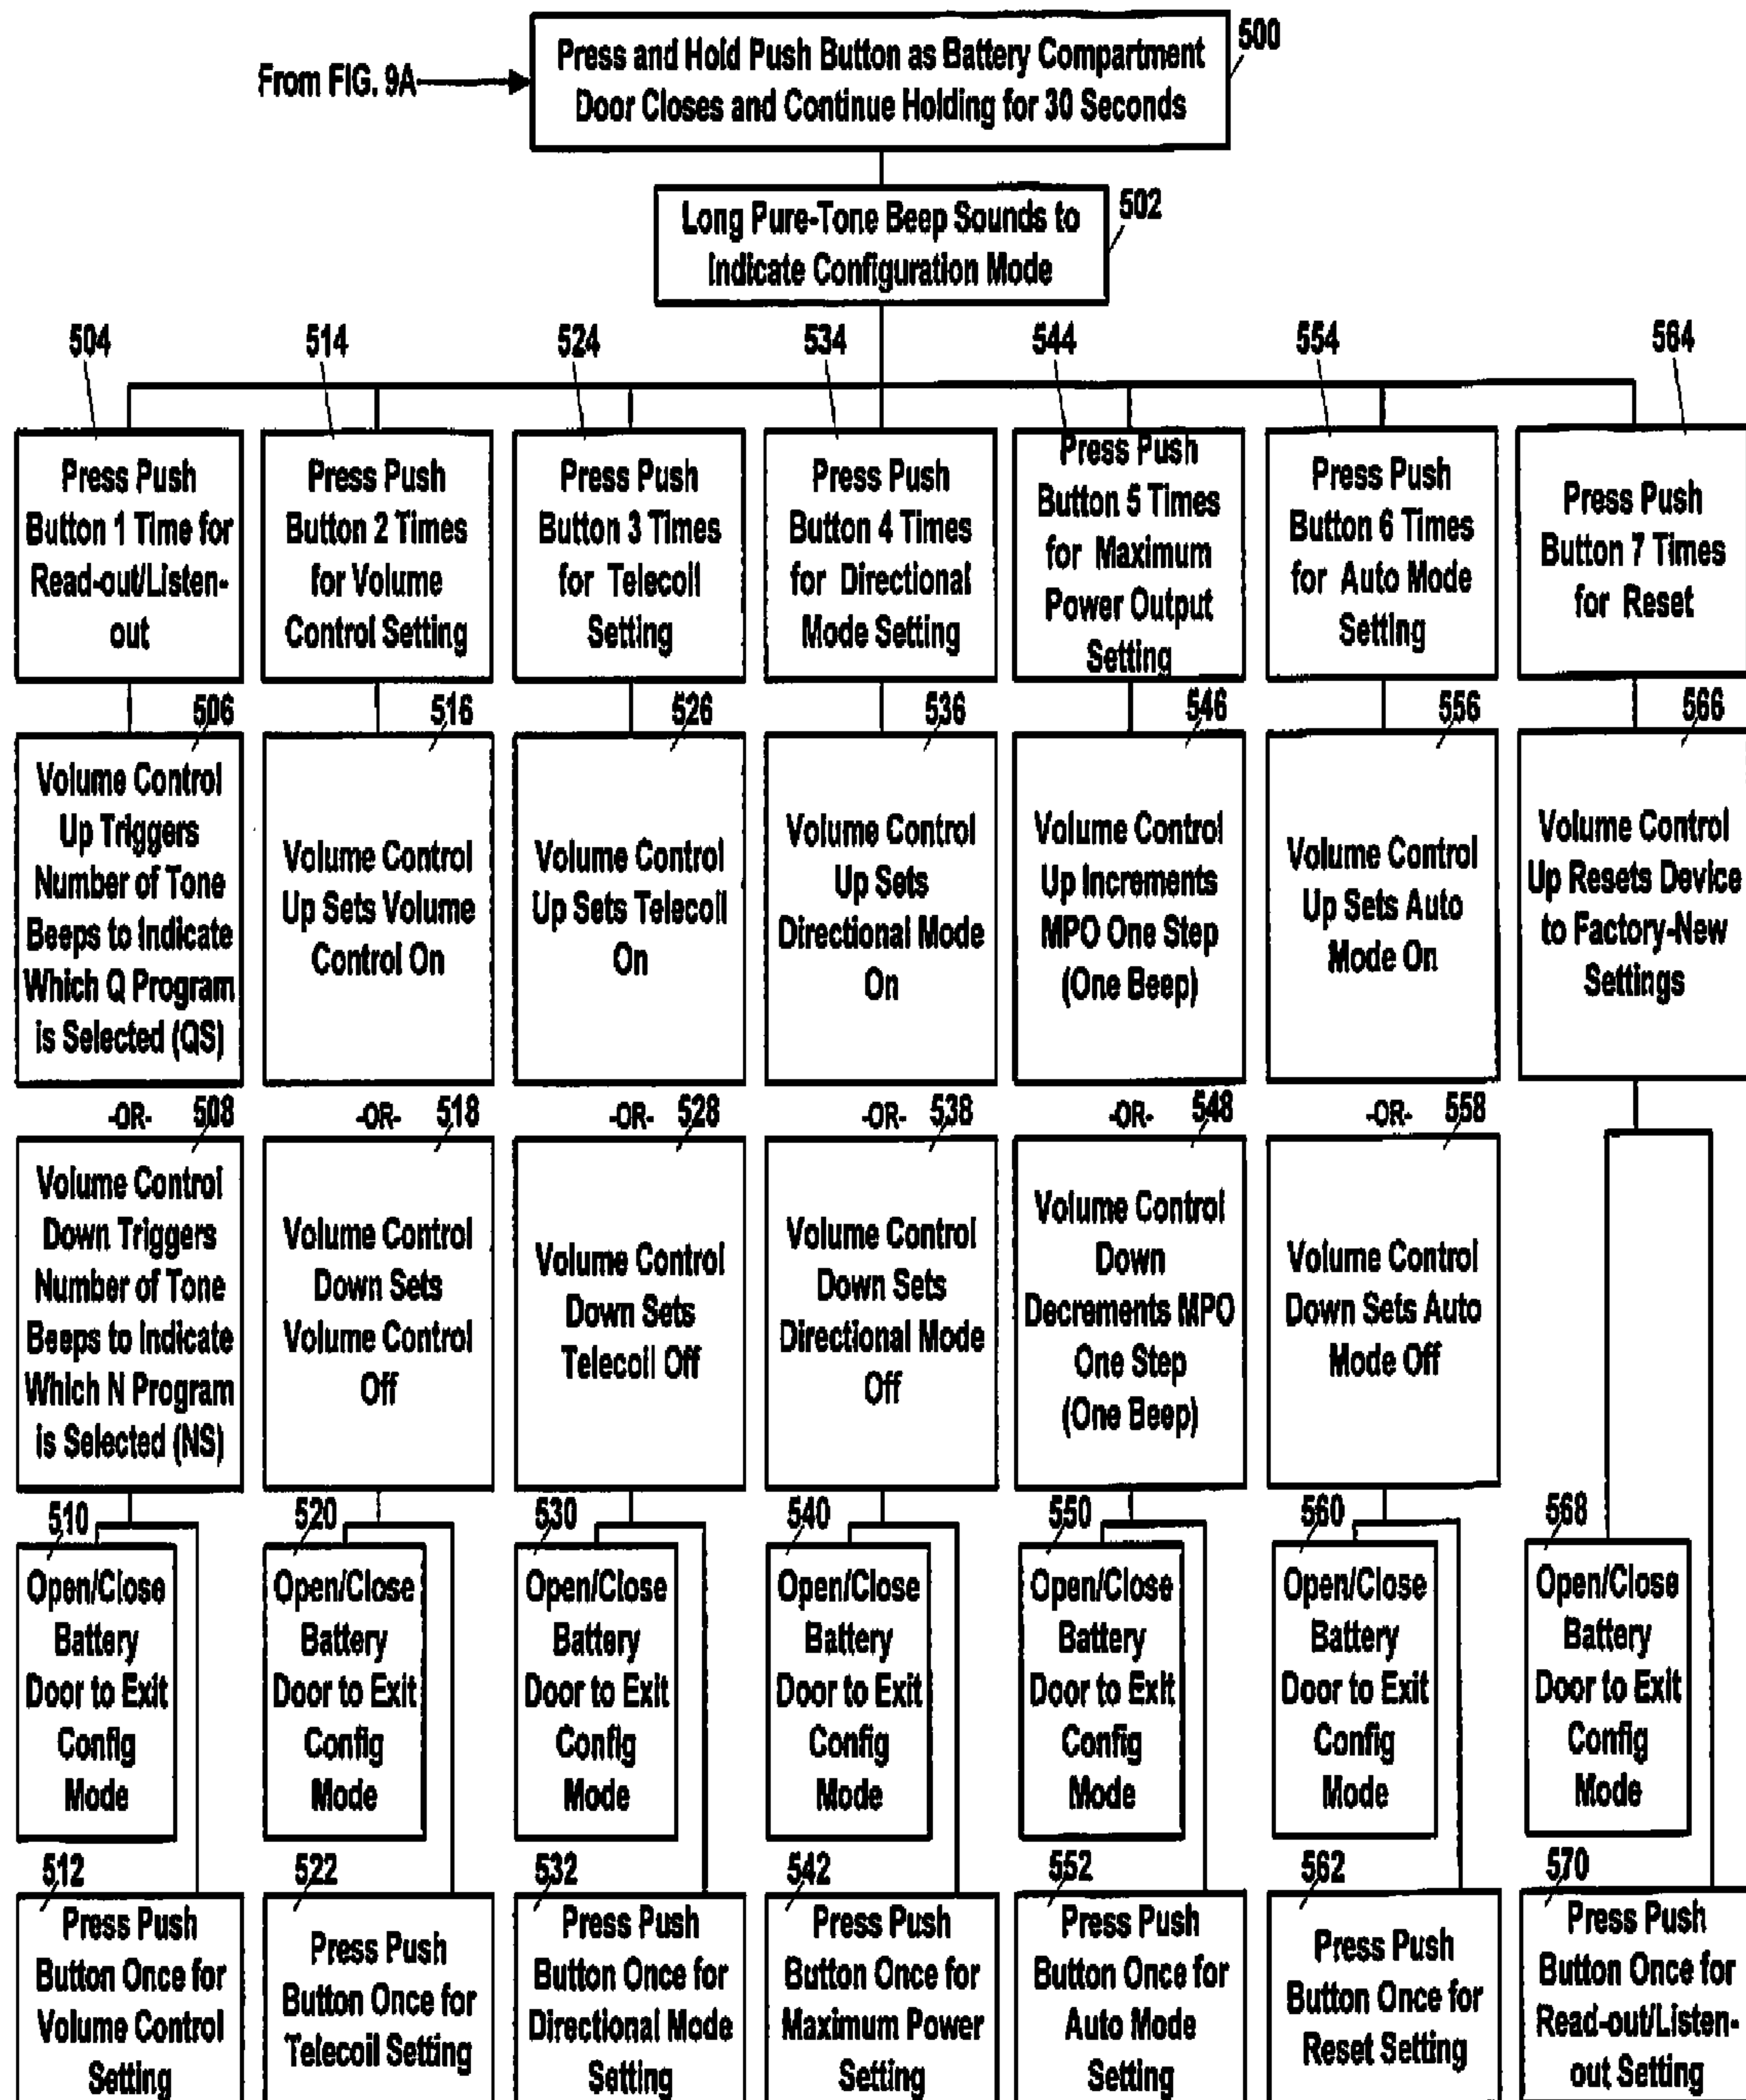 From FIG. 9A
Press and Hold Push Button as Battery Compartment
Door Closes and Continue Holding for 30 Seconds
500
Long Pure-Tone Beep Sounds to
Indicate Configuration Mode
502
504
Press Push
Button 1 Time for
Read-out/Listen-
out
514
Press Push
Button 2 Times
for Volume
Control Setting
524
Press Push
Button 3 Times
for Telecoil
Setting
534
Press Push
Button 4 Times
for Directional
Mode Setting
544
Press Push
Button 5 Times
for Maximum
Power Output
Setting
554
Press Push
Button 6 Times
for Auto Mode
Setting
564
Press Push
Button 7 Times
for Reset
506
Volume Control
Up Triggers
Number of Tone
Beeps to Indicate
Which Q Program
is Selected (QS)
516
Volume Control
Up Sets Volume
Control On
526
Volume Control
Up Sets Telecoil
On
536
Volume Control
Up Sets
Directional Mode
On
546
Volume Control
Up Increments
MPO One Step
(One Beep)
556
Volume Control
Up Sets Auto
Mode On
566
Volume Control
Up Resets Device
to Factory-New
Settings
-OR- 508
Volume Control
Down Triggers
Number of Tone
Beeps to Indicate
Which N Program
is Selected (NS)
-OR- 518
Volume Control
Down Sets
Volume Control
Off
-OR- 528
Volume Control
Down Sets
Telecoil Off
-OR- 538
Volume Control
Down Sets
Directional Mode
Off
-OR- 548
Volume Control
Down
Decrements MPO
One Step
(One Beep)
-OR- 558
Volume Control
Down Sets Auto
Mode Off
510
Open/Close
Battery
Door to Exit
Config
Mode
520
Open/Close
Battery
Door to Exit
Config
Mode
530
Open/Close
Battery
Door to Exit
Config
Mode
540
Open/Close
Battery
Door to Exit
Config
Mode
550
Open/Close
Battery
Door to Exit
Config
Mode
560
Open/Close
Battery
Door to Exit
Config
Mode
568
Open/Close
Battery
Door to Exit
Config
Mode
512
Press Push
Button Once for
Volume Control
Setting
522
Press Push
Button Once for
Telecoil Setting
532
Press Push
Button Once for
Directional Mode
Setting
542
Press Push
Button Once for
Maximum Power
Setting
552
Press Push
Button Once for
Auto Mode
Setting
562
Press Push
Button Once for
Reset Setting
570
Press Push
Button Once for
Read-out/Listen-
out Setting